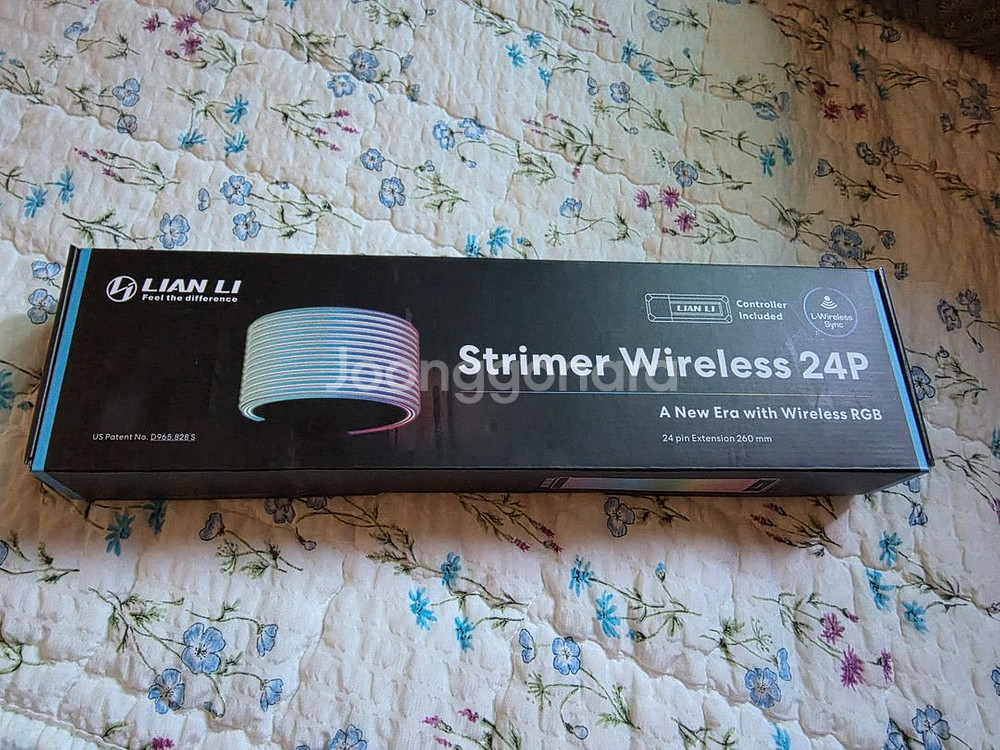 LIAN LI
Feel the difference
LIAN LI
Controller
Included
L-Wireless
Sync
Strimer Wireless 24P
Joonggonara
A New Era with Wireless RGB
US Patent No. D965,828 S
24 pin Extension 260 mm